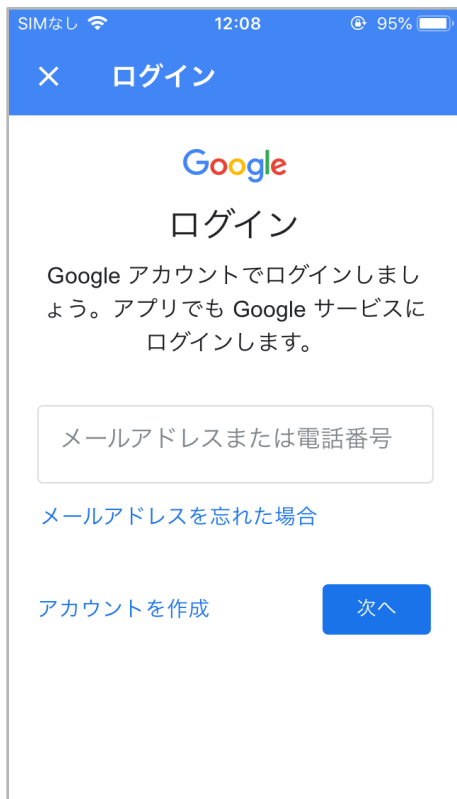 SIMなし 12:08 95%
ログイン
Google
ログイン
Google アカウントでログインしまし
ょう。アプリでも Google サービスに
ログインします。
メールアドレスまたは電話番号
メールアドレスを忘れた場合
アカウントを作成 次へ